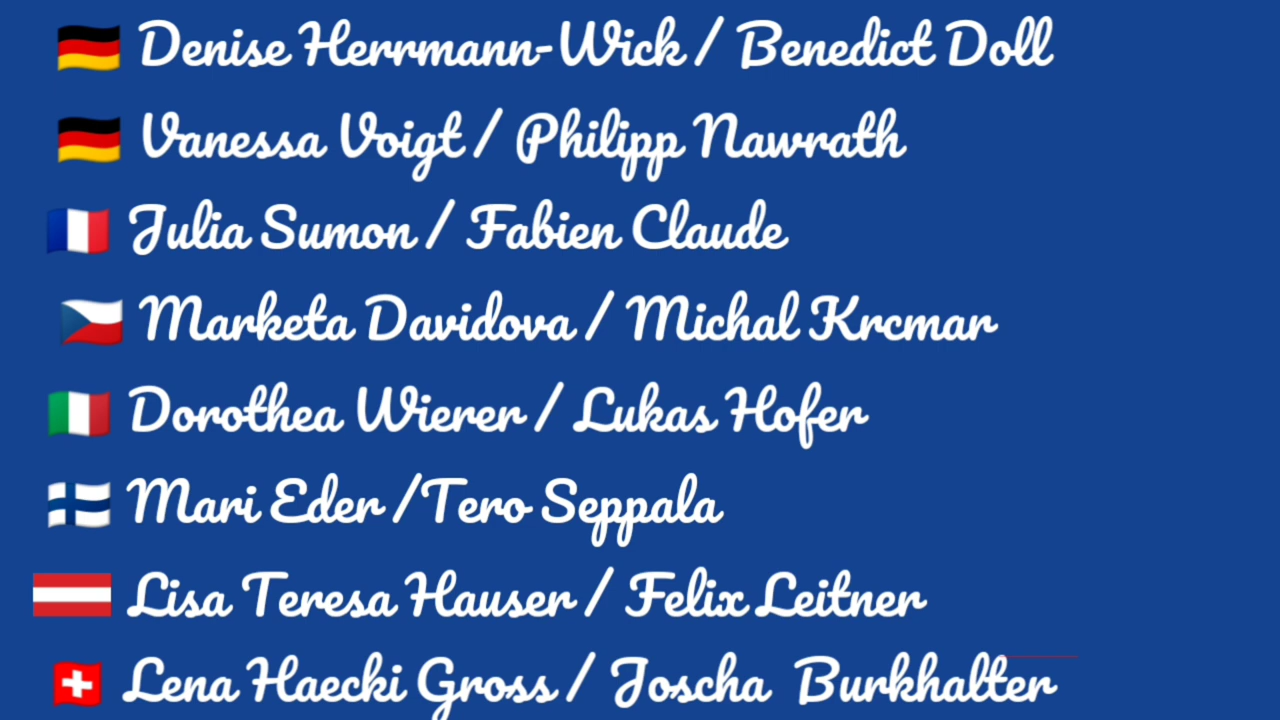 Denise Herrmann-Wick / Benedict Doll
Vanessa Voigt / Philipp Nawrath
Julia Sumon / Fabien Claude
Marketa Davidova / Michal Krcmar
Dorothea Wierer / Lukas Hofer
Mari Eder /Tero Seppala
Lisa Teresa Hauser / Felix Leitner
Lena Haecki Gross / Joscha Burkhalter